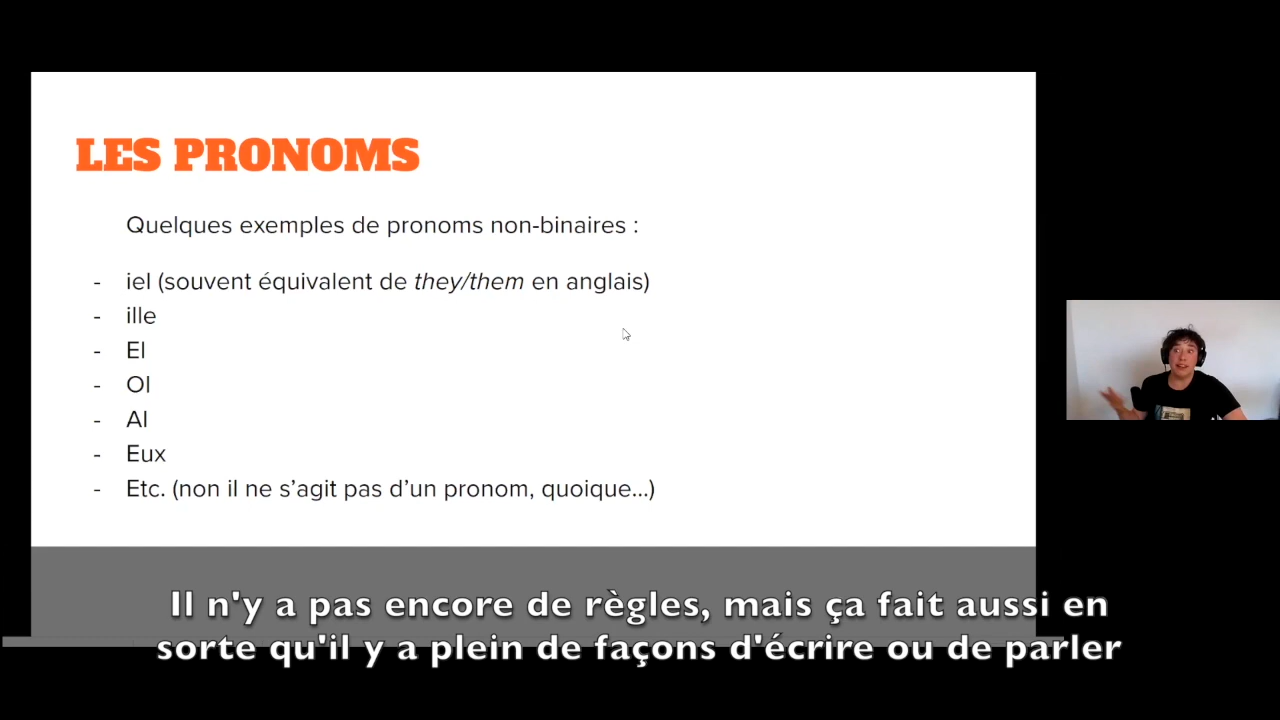 LES PRONOMS
Quelques exemples de pronoms non-binaires :
- iel (souvent équivalent de they/them en anglais)
- ille
- El
- Ol
- Al
- Eux
- Etc. (non il ne s'agit pas d'un pronom, quoique...)
Il n'y a pas encore de règles, mais ça fait aussi en
sorte qu'il y a plein de façons d'écrire ou de parler